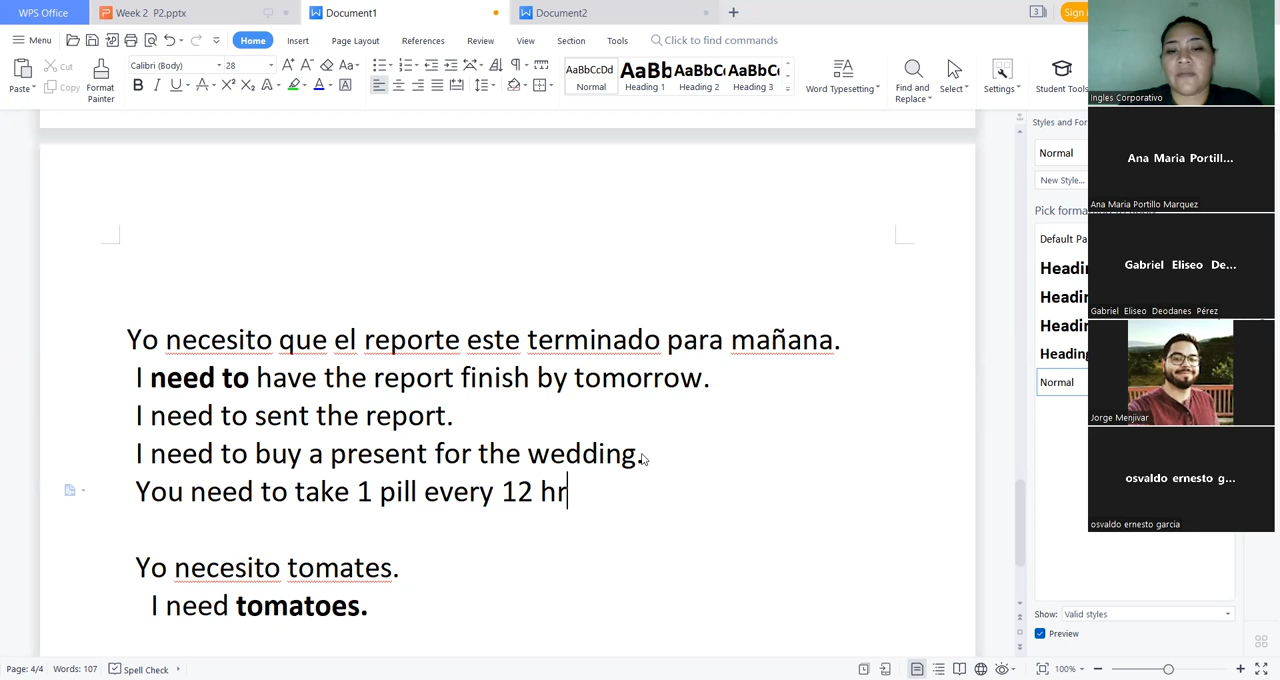 WPS Office
Week 2 P2.pptx
Document1
Document2
3
Sign i
Menu
Home
Insert
Page Layout
References
Review
View
Section
Tools
Click to find commands
Paste
Cut
Copy
Format Painter
Calibri (Body)
28
AaBbCcDd
Normal
AaBb
Heading 1
AaBbCc
Heading 2
AaBbCc
Heading 3
Word Typesetting
Find and Replace
Select
Settings
Student Tools
Yo necesito que el reporte este terminado para mañana.
I need to have the report finish by tomorrow.
I need to sent the report.
I need to buy a present for the wedding.
You need to take 1 pill every 12 hr
Yo necesito tomates.
I need tomatoes.
Styles and For
Normal
New Style...
Pick forma
Default Pa
Headin
Headin
Headin
Headin
Normal
Show: Valid styles
Preview
Ingles Corporativo
Ana Maria Portill...
Ana Maria Portillo Marquez
Gabriel Eliseo De...
Gabriel Eliseo Deodanes Pérez
Jorge Menjivar
osvaldo ernesto g...
osvaldo ernesto garcia
Page: 4/4
Words: 107
Spell Check
100%